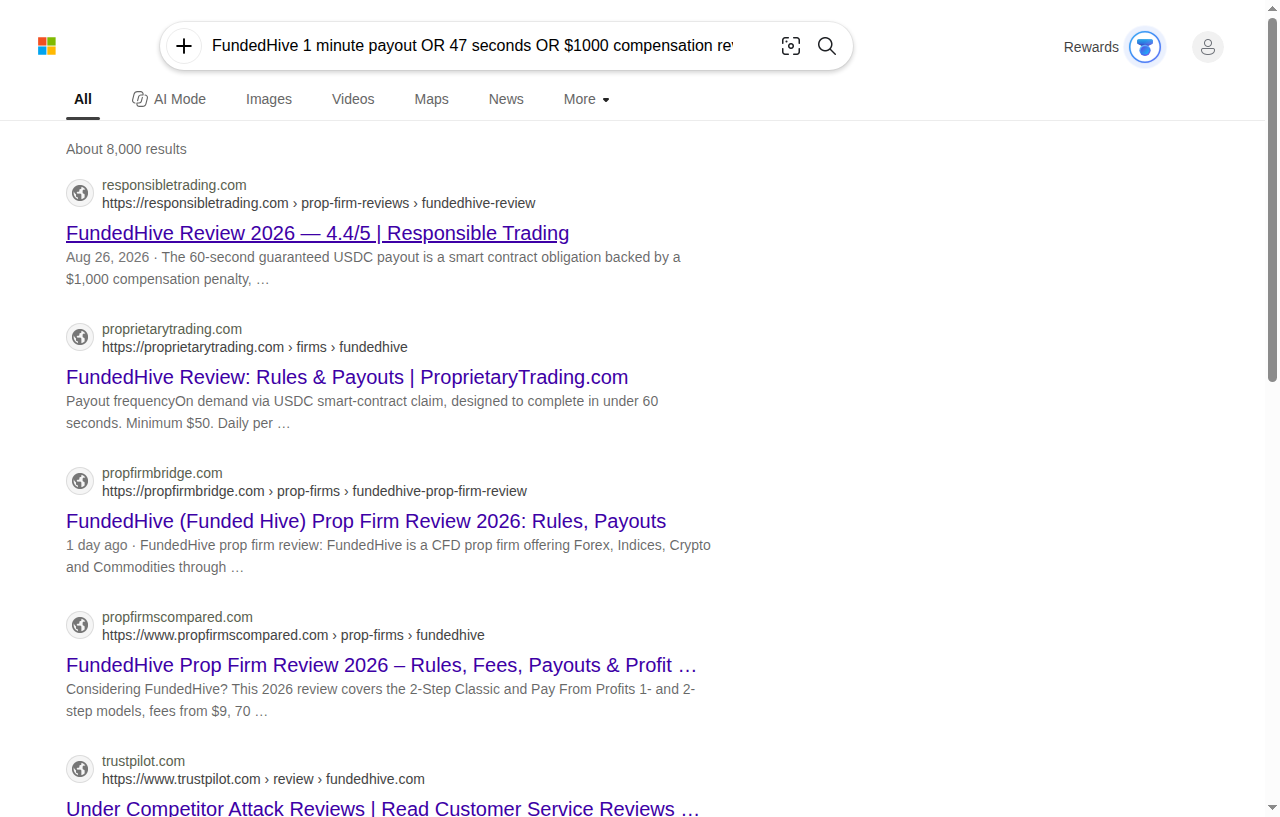 FundedHive 1 minute payout OR 47 seconds OR $1000 compensation
Rewards
All
AI Mode
Images
Videos
Maps
News
More
About 8,000 results
responsibletrading.com
https://responsibletrading.com › prop-firm-reviews › fundedhive-review
FundedHive Review 2026 — 4.4/5 | Responsible Trading
Aug 26, 2026 · The 60-second guaranteed USDC payout is a smart contract obligation backed by a
$1,000 compensation penalty, …
proprietarytrading.com
https://proprietarytrading.com › firms › fundedhive
FundedHive Review: Rules & Payouts | ProprietaryTrading.com
Payout frequencyOn demand via USDC smart-contract claim, designed to complete in under 60
seconds. Minimum $50. Daily per …
propfirmbridge.com
https://propfirmbridge.com › prop-firms › fundedhive-prop-firm-review
FundedHive (Funded Hive) Prop Firm Review 2026: Rules, Payouts
1 day ago · FundedHive prop firm review: FundedHive is a CFD prop firm offering Forex, Indices, Crypto
and Commodities through …
propfirmscompared.com
https://www.propfirmscompared.com › prop-firms › fundedhive
FundedHive Prop Firm Review 2026 – Rules, Fees, Payouts & Profit …
Considering FundedHive? This 2026 review covers the 2-Step Classic and Pay From Profits 1- and 2-
step models, fees from $9, 70 …
trustpilot.com
https://www.trustpilot.com › review › fundedhive.com
Under Competitor Attack Reviews | Read Customer Service Reviews …